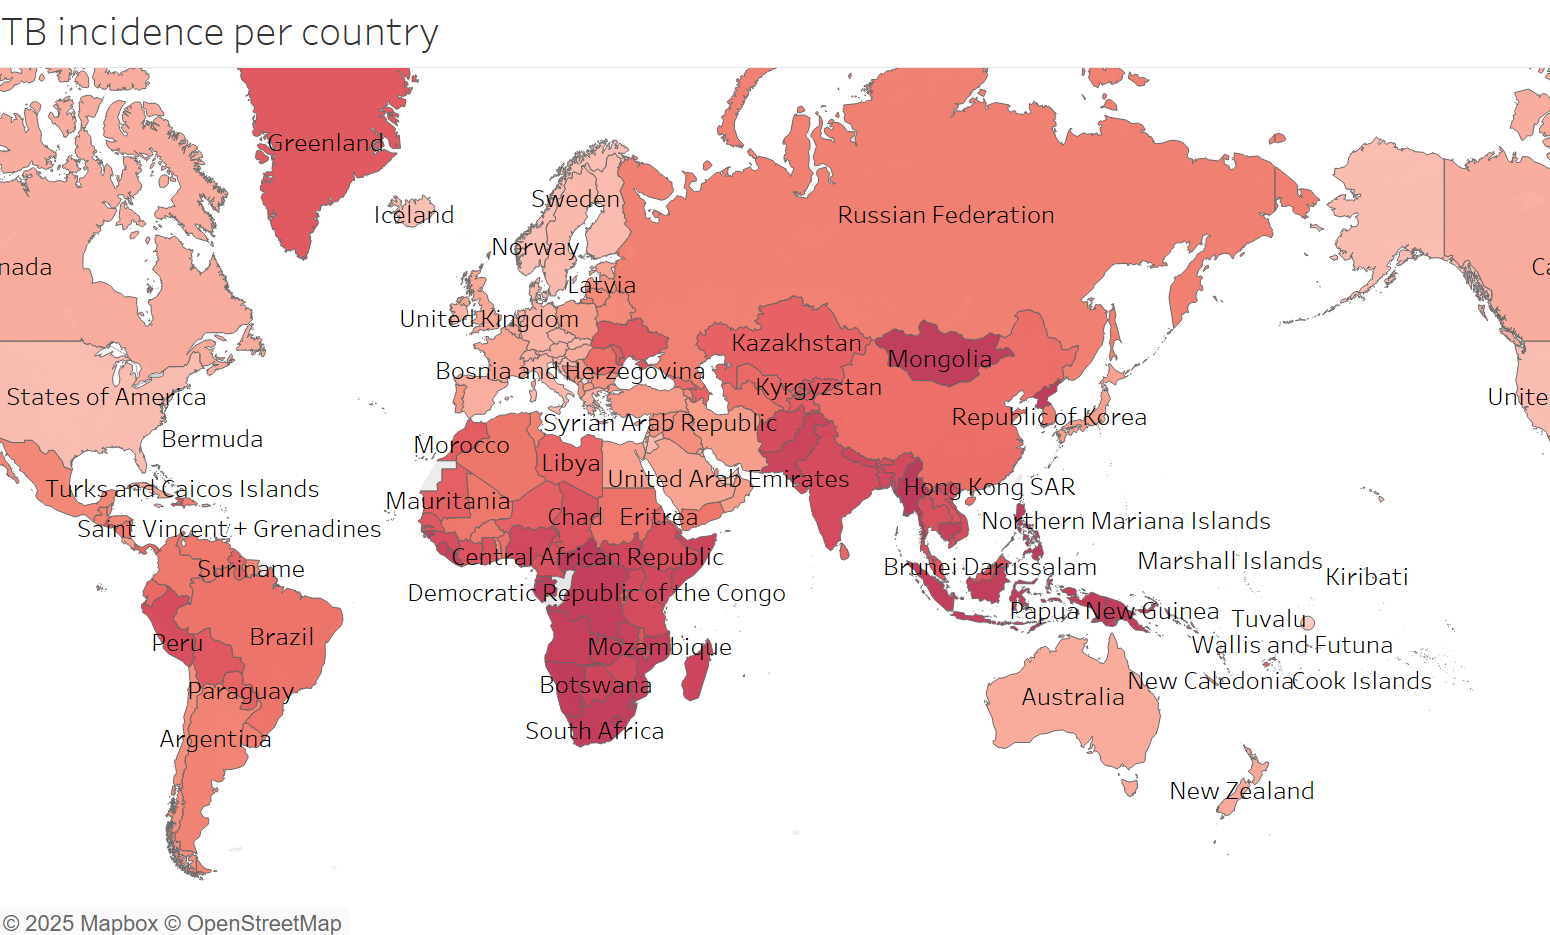 TB incidence per country
Greenland
Iceland
Sweden
Russian Federation
Norway
nada
Ca
Latvia
United Kingdom
Kazakhstan
Mongolia
Bosnia and Herzegovina
Kyrgyzstan
States of America
Unite
Republic of Korea
Syrian Arab Republic
Bermuda
Morocco
Libya
United Arab Emirates
Turks and Caicos Islands
Hong Kong SAR
Mauritania
Chad
Eritrea
Northern Mariana Islands
Saint Vincent + Grenadines
Central African Republic
Marshall Islands
Suriname
Brunei Darussalam
Kiribati
Democratic Republic of the Congo
Papua New Guinea
Tuvalu
Brazil
Peru
Mozambique
Wallis and Futuna
New Caledonia
Cook Islands
Botswana
Paraguay
Australia
South Africa
Argentina
New Zealand
© 2025 Mapbox © OpenStreetMap